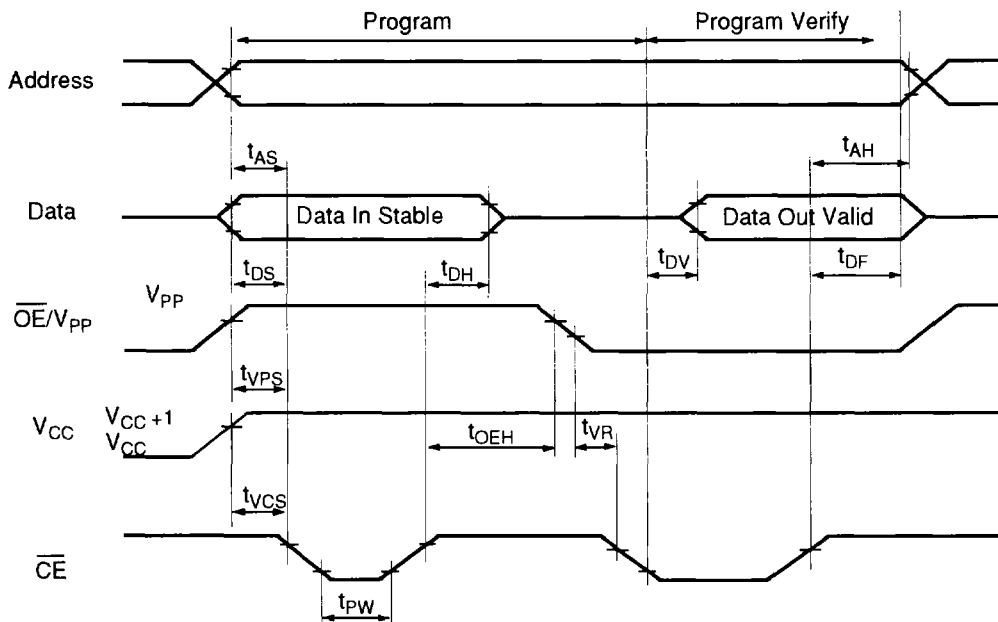 Program
Program Verify
Address
tAS
tAH
Data
Data In Stable
Data Out Valid
tDS
tDH
tDV
tDF
VPP
OE/VPP
tVPS
VCC
VCC +1
VCC
tOEH
tVR
tVCS
CE
tPW